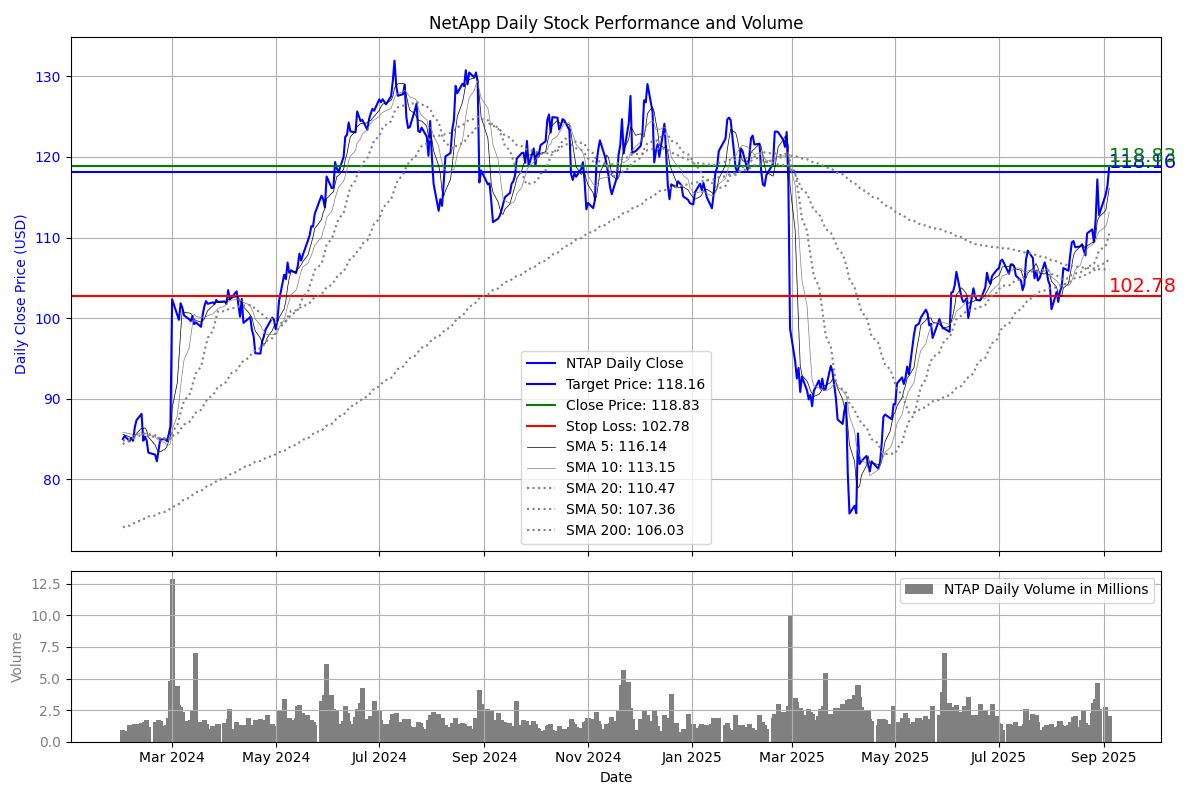 NetApp Daily Stock Performance and Volume
Daily Close Price (USD)
130
120
110
100
90
80
118.83
118.16
102.78
NTAP Daily Close
Target Price: 118.16
Close Price: 118.83
Stop Loss: 102.78
SMA 5: 116.14
SMA 10: 113.15
SMA 20: 110.47
SMA 50: 107.36
SMA 200: 106.03
Volume
12.5
10.0
7.5
5.0
2.5
0.0
NTAP Daily Volume in Millions
Mar 2024 May 2024 Jul 2024 Sep 2024 Nov 2024 Jan 2025 Mar 2025 May 2025 Jul 2025 Sep 2025
Date